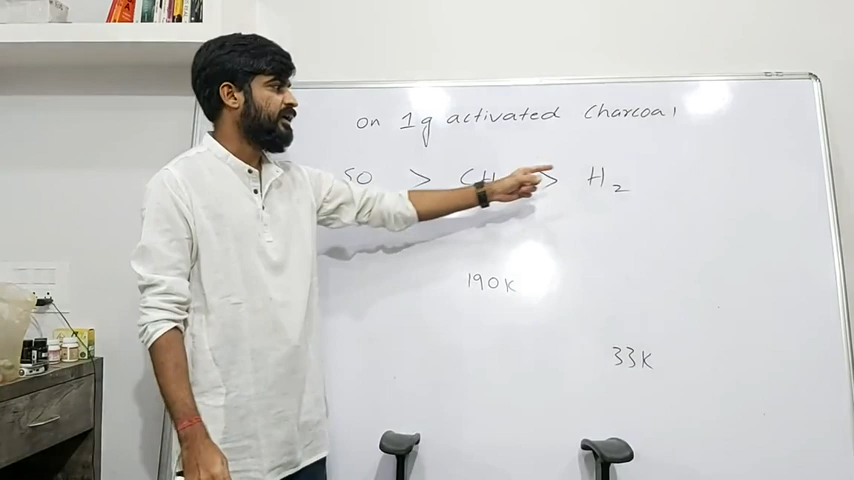 on 1g activated charcoal
SO > CH > H₂
190K
33K